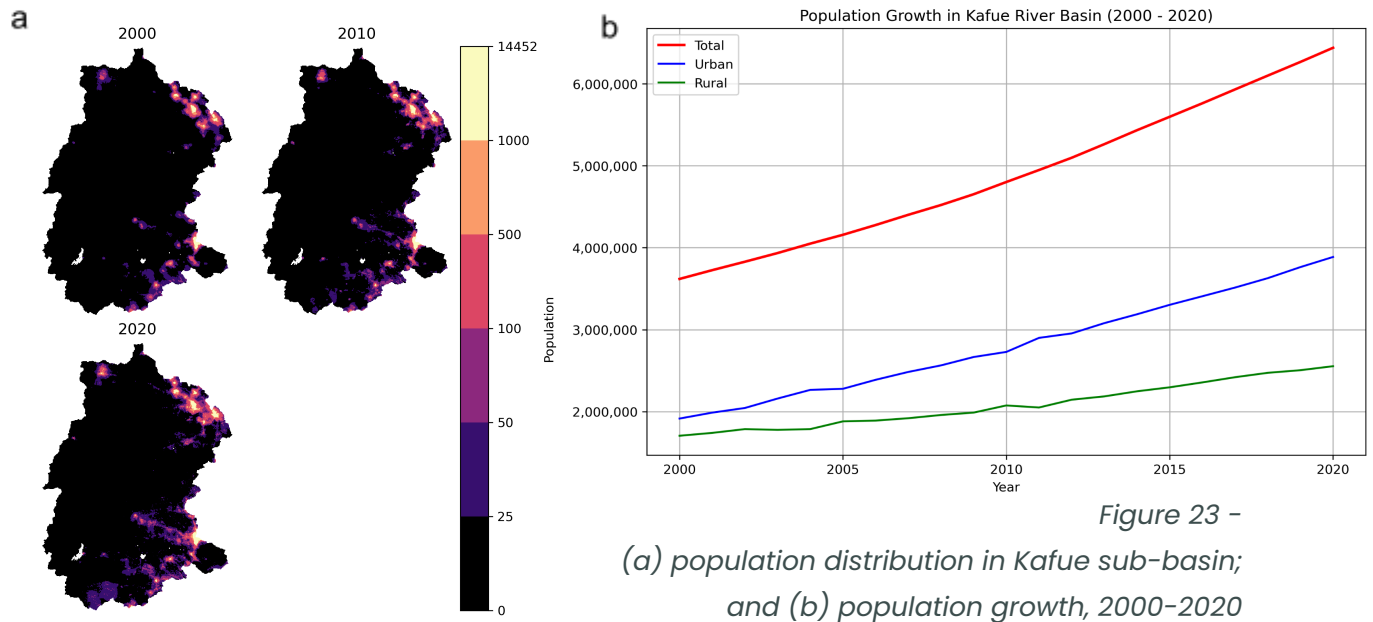 a
2000
2010
14452
1000
500
100
50
25
0
Population
2020
b
Population Growth in Kafue River Basin (2000 - 2020)
Total
Urban
Rural
6,000,000
5,000,000
4,000,000
3,000,000
2,000,000
2000
2005
2010
2015
2020
Year
Figure 23 -
(a) population distribution in Kafue sub-basin;
and (b) population growth, 2000-2020